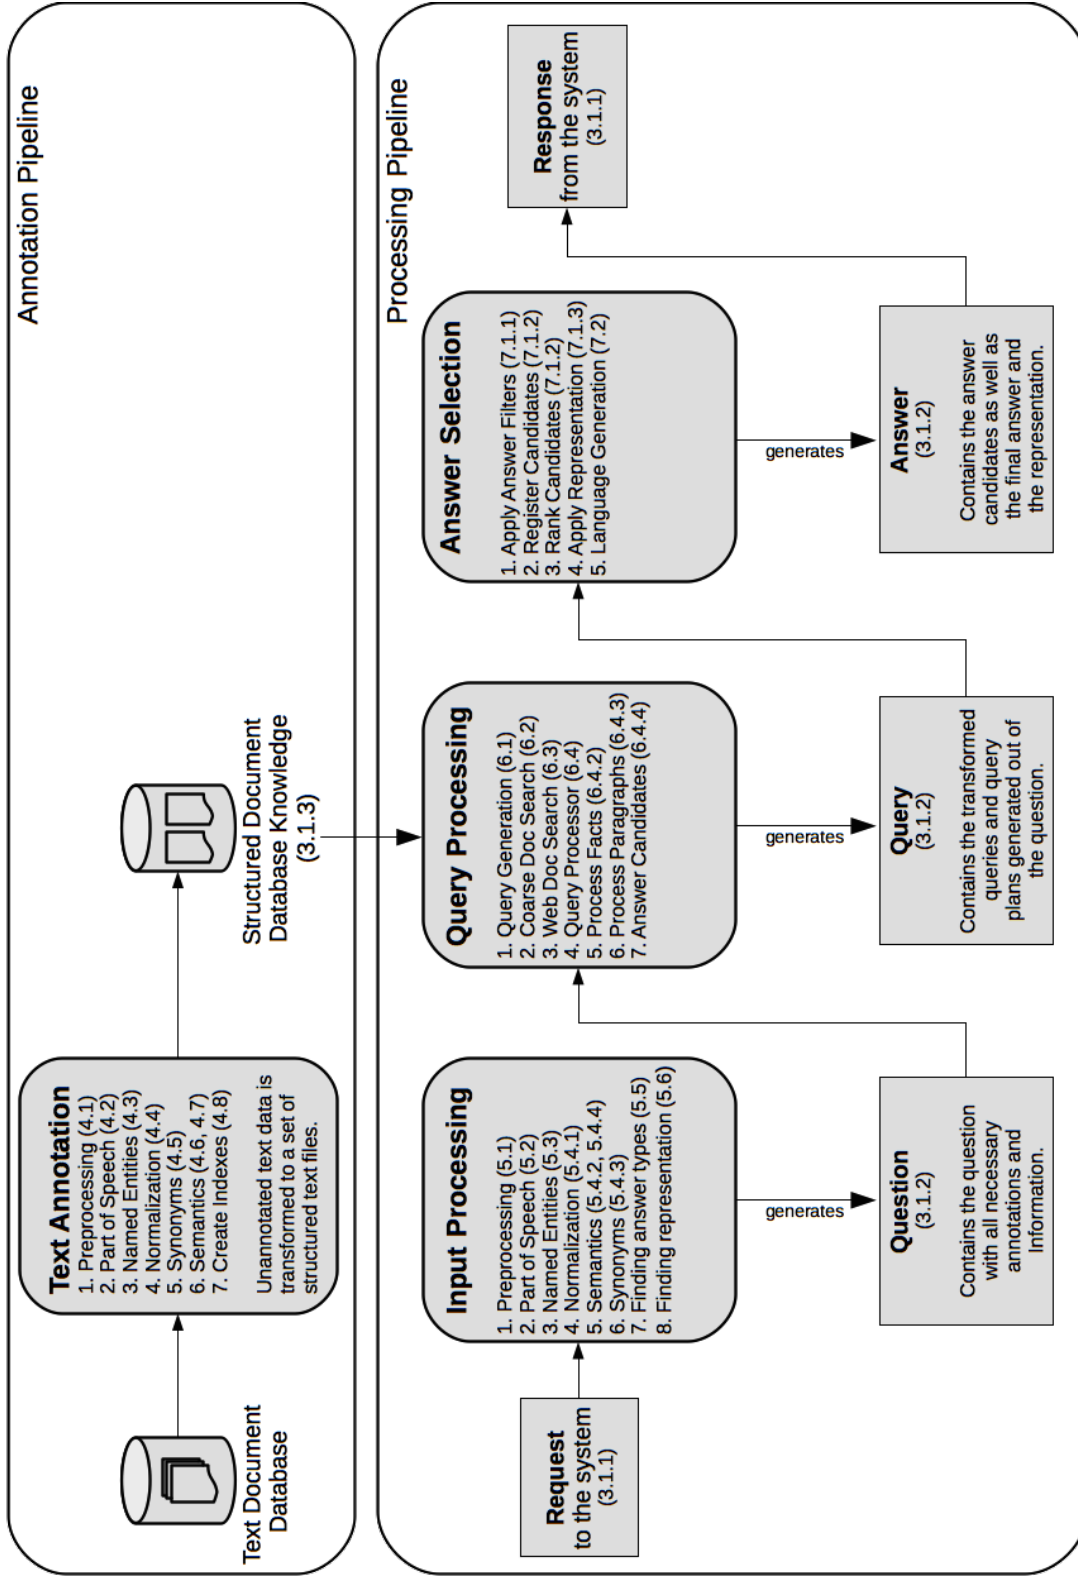 Annotation Pipeline
Text Document
Database
Text Annotation
1. Preprocessing (4.1)
2. Part of Speech (4.2)
3. Named Entities (4.3)
4. Normalization (4.4)
5. Synonyms (4.5)
6. Semantics (4.6, 4.7)
7. Create Indexes (4.8)
Unannotated text data is
transformed to a set of
structured text files.
Structured Document
Database Knowledge
(3.1.3)
Processing Pipeline
Request
to the system
(3.1.1)
Input Processing
1. Preprocessing (5.1)
2. Part of Speech (5.2)
3. Named Entities (5.3)
4. Normalization (5.4.1)
5. Semantics (5.4.2, 5.4.4)
6. Synonyms (5.4.3)
7. Finding answer types (5.5)
8. Finding representation (5.6)
generates
Question
(3.1.2)
Contains the question
with all necessary
annotations and
Information.
Query Processing
1. Query Generation (6.1)
2. Coarse Doc Search (6.2)
3. Web Doc Search (6.3)
4. Query Processor (6.4)
5. Process Facts (6.4.2)
6. Process Paragraphs (6.4.3)
7. Answer Candidates (6.4.4)
generates
Query
(3.1.2)
Contains the transformed
queries and query
plans generated out of
the question.
Answer Selection
1. Apply Answer Filters (7.1.1)
2. Register Candidates (7.1.2)
3. Rank Candidates (7.1.2)
4. Apply Representation (7.1.3)
5. Language Generation (7.2)
generates
Answer
(3.1.2)
Contains the answer
candidates as well as
the final answer and
the representation.
Response
from the system
(3.1.1)